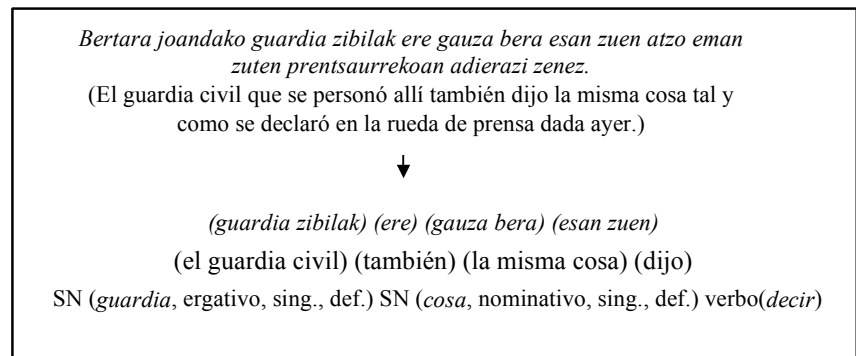 Bertara joandako guardia zibilak ere gauza bera esan zuen atzo eman
zuten prentsaurrekoan adierazi zenez.
(El guardia civil que se personó allí también dijo la misma cosa tal y
como se declaró en la rueda de prensa dada ayer.)
(guardia zibilak) (ere) (gauza bera) (esan zuen)
(el guardia civil) (también) (la misma cosa) (dijo)
SN (guardia, ergativo, sing., def.) SN (cosa, nominativo, sing., def.) verbo(decir)